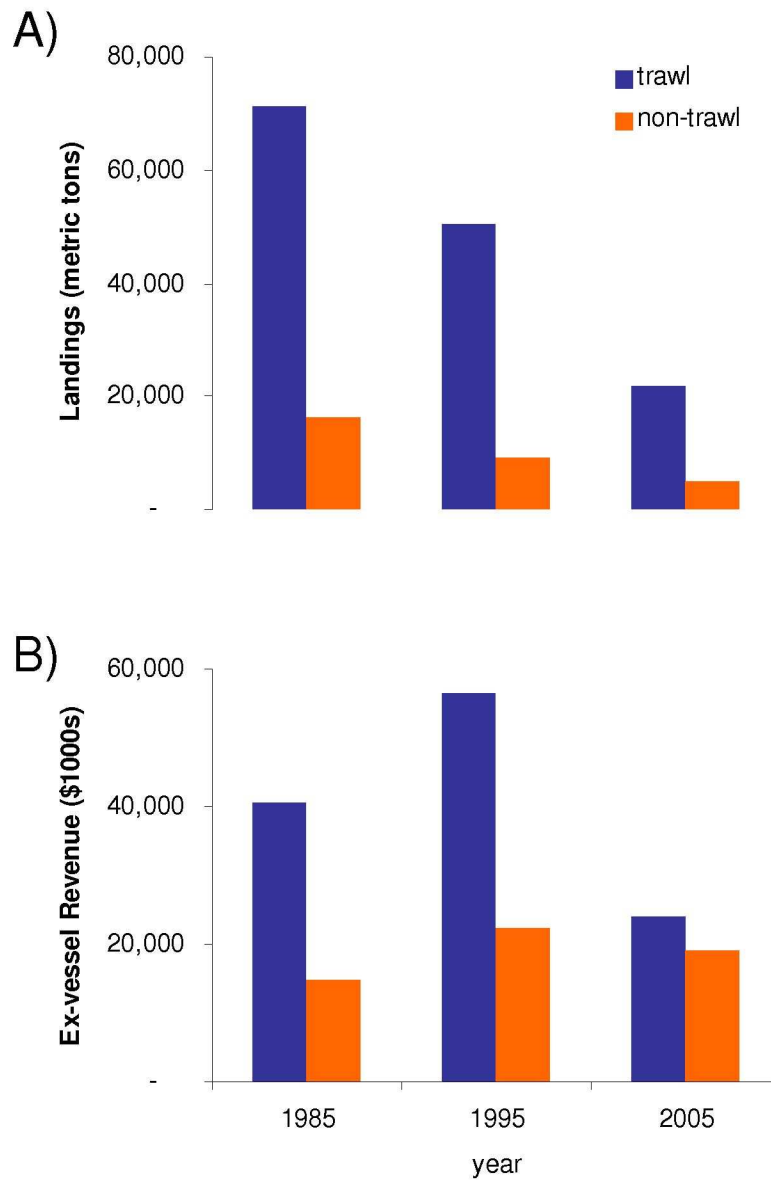 A)
80,000
60,000
40,000
20,000
-
Landings (metric tons)
trawl
non-trawl
B)
60,000
40,000
20,000
-
Ex-vessel Revenue ($1000s)
1985
1995
2005
year